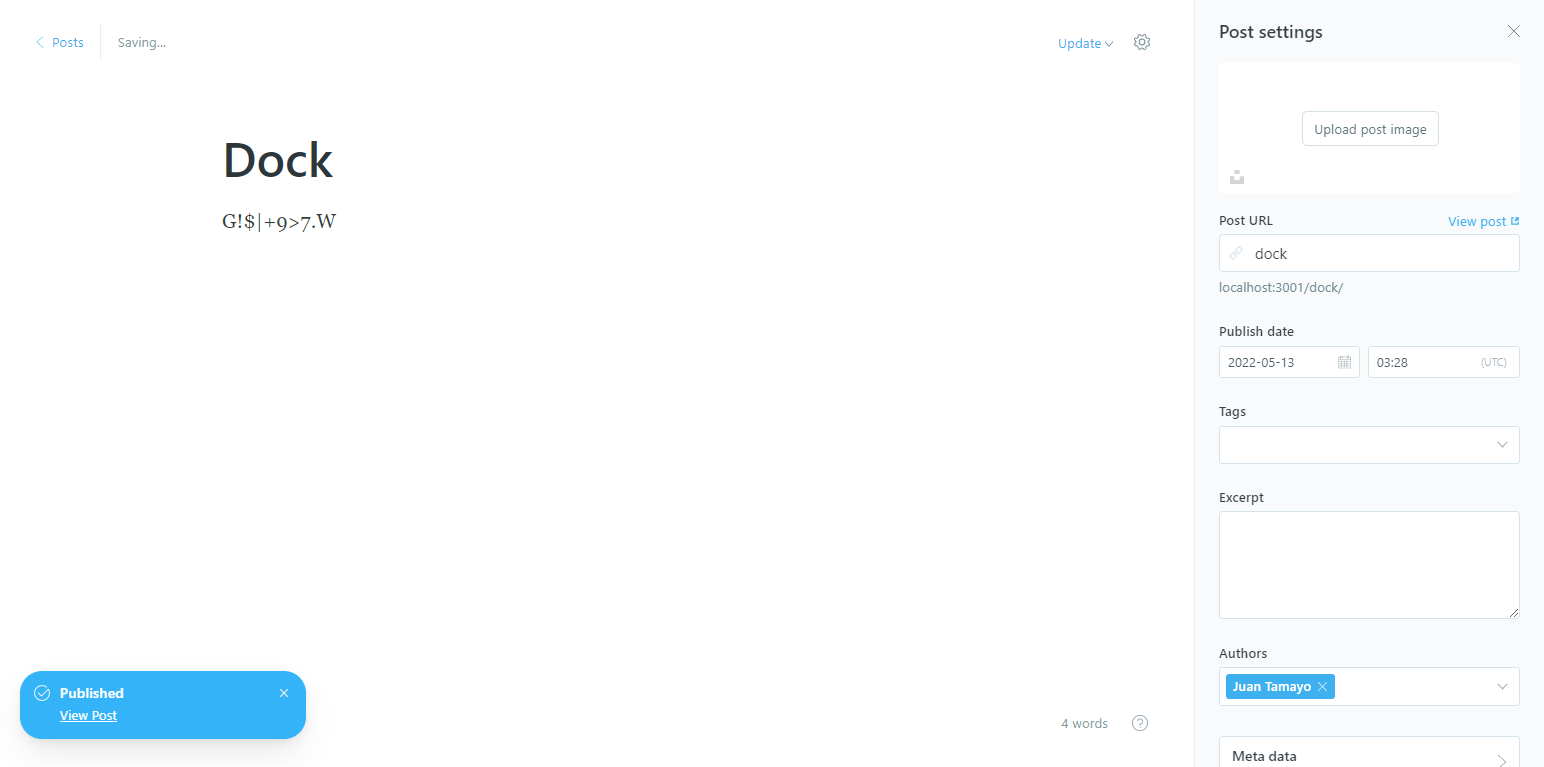 Posts
Saving...
Update
Dock
G!$|+9>7.W
Published
View Post
4 words
Post settings
Upload post image
Post URL
View post
dock
localhost:3001/dock/
Publish date
2022-05-13
03:28
(UTC)
Tags
Excerpt
Authors
Juan Tamayo
Meta data